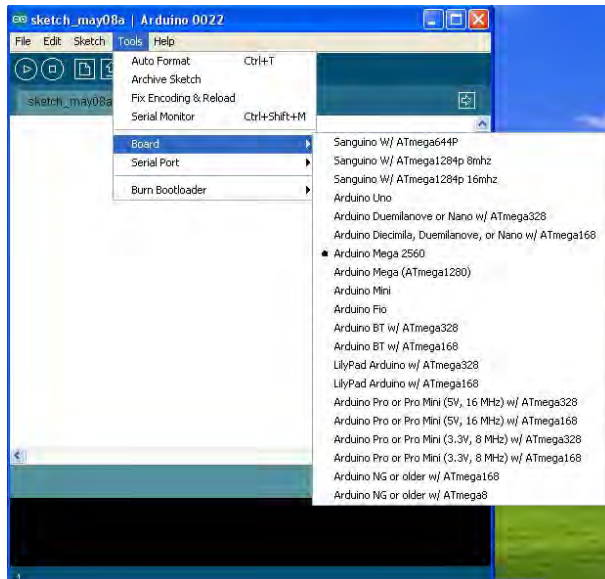 sketch_may08a | Arduino 0022
File Edit Sketch Tools Help
Auto Format Ctrl+T
Archive Sketch
Fix Encoding & Reload
Serial Monitor Ctrl+Shift+M
Board
Serial Port
Burn Bootloader
sketch_may08a
Sanguino W/ ATmega644P
Sanguino W/ ATmega1284p 8mhz
Sanguino W/ ATmega1284p 16mhz
Arduino Uno
Arduino Duemilanove or Nano w/ ATmega328
Arduino Diecimila, Duemilanove, or Nano w/ ATmega168
Arduino Mega 2560
Arduino Mega (ATmega1280)
Arduino Mini
Arduino Fio
Arduino BT w/ ATmega328
Arduino BT w/ ATmega168
LilyPad Arduino w/ ATmega328
LilyPad Arduino w/ ATmega168
Arduino Pro or Pro Mini (5V, 16 MHz) w/ ATmega328
Arduino Pro or Pro Mini (5V, 16 MHz) w/ ATmega168
Arduino Pro or Pro Mini (3.3V, 8 MHz) w/ ATmega328
Arduino Pro or Pro Mini (3.3V, 8 MHz) w/ ATmega168
Arduino NG or older w/ ATmega168
Arduino NG or older w/ ATmega8
1